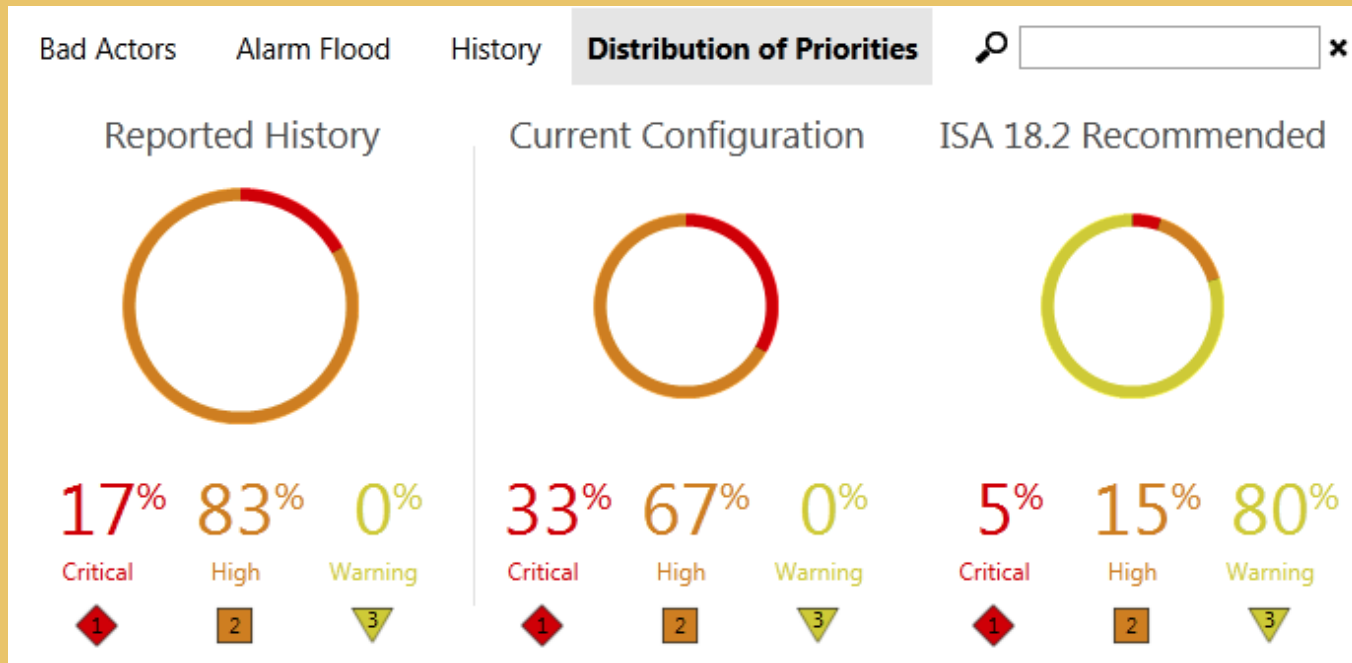 Bad Actors Alarm Flood History Distribution of Priorities
Reported History
17% 83% 0%
Critical High Warning
1 2 3
Current Configuration
33% 67% 0%
Critical High Warning
1 2 3
ISA 18.2 Recommended
5% 15% 80%
Critical High Warning
1 2 3